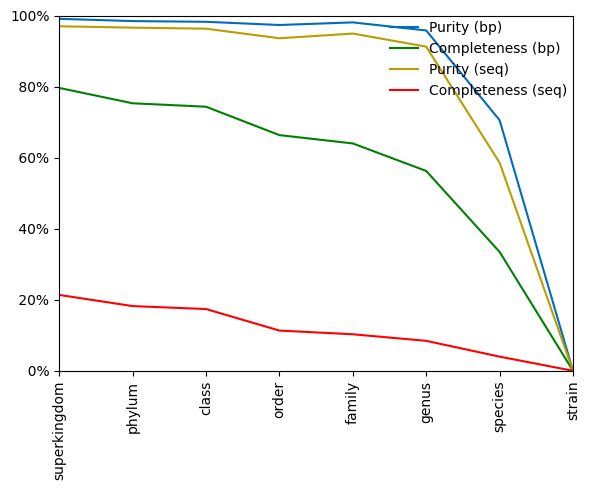 100%
80%
60%
40%
20%
0%
Purity (bp)
Completeness (bp)
Purity (seq)
Completeness (seq)
superkingdom
phylum
class
order
family
genus
species
strain